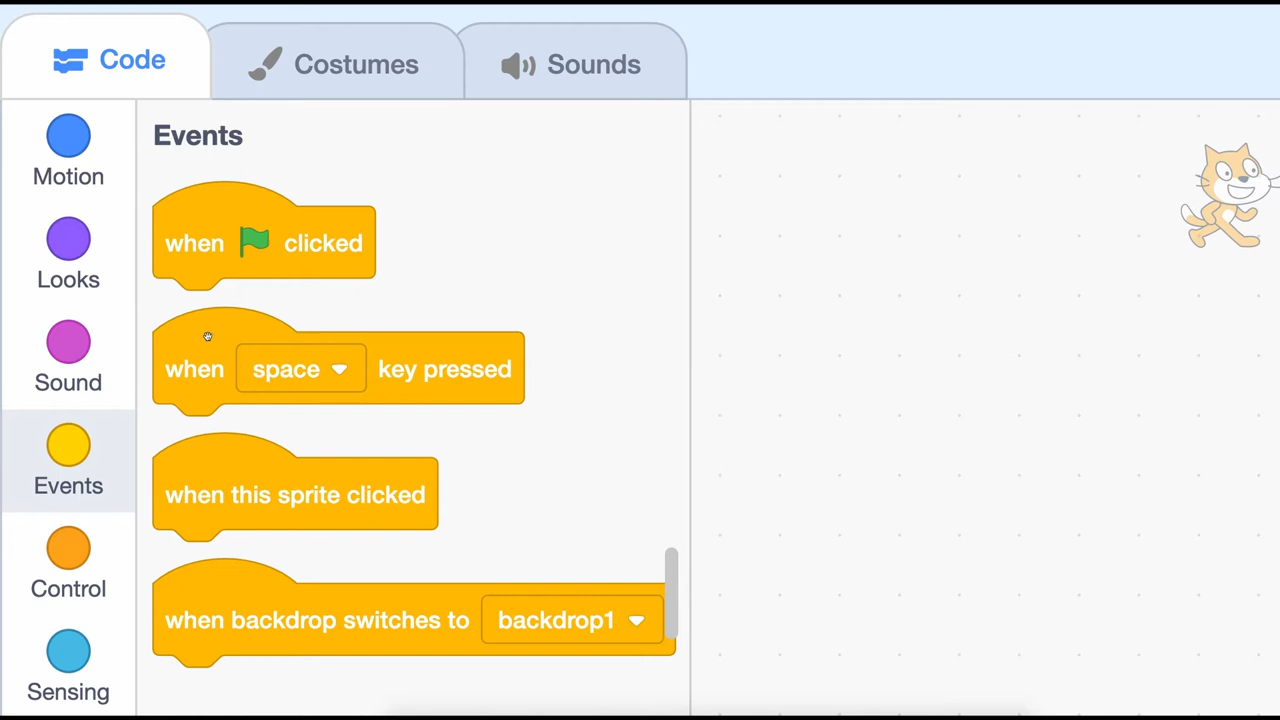 Code
Costumes
Sounds
Motion
Looks
Sound
Events
Control
Sensing
Events
when clicked
when space key pressed
when this sprite clicked
when backdrop switches to backdrop1